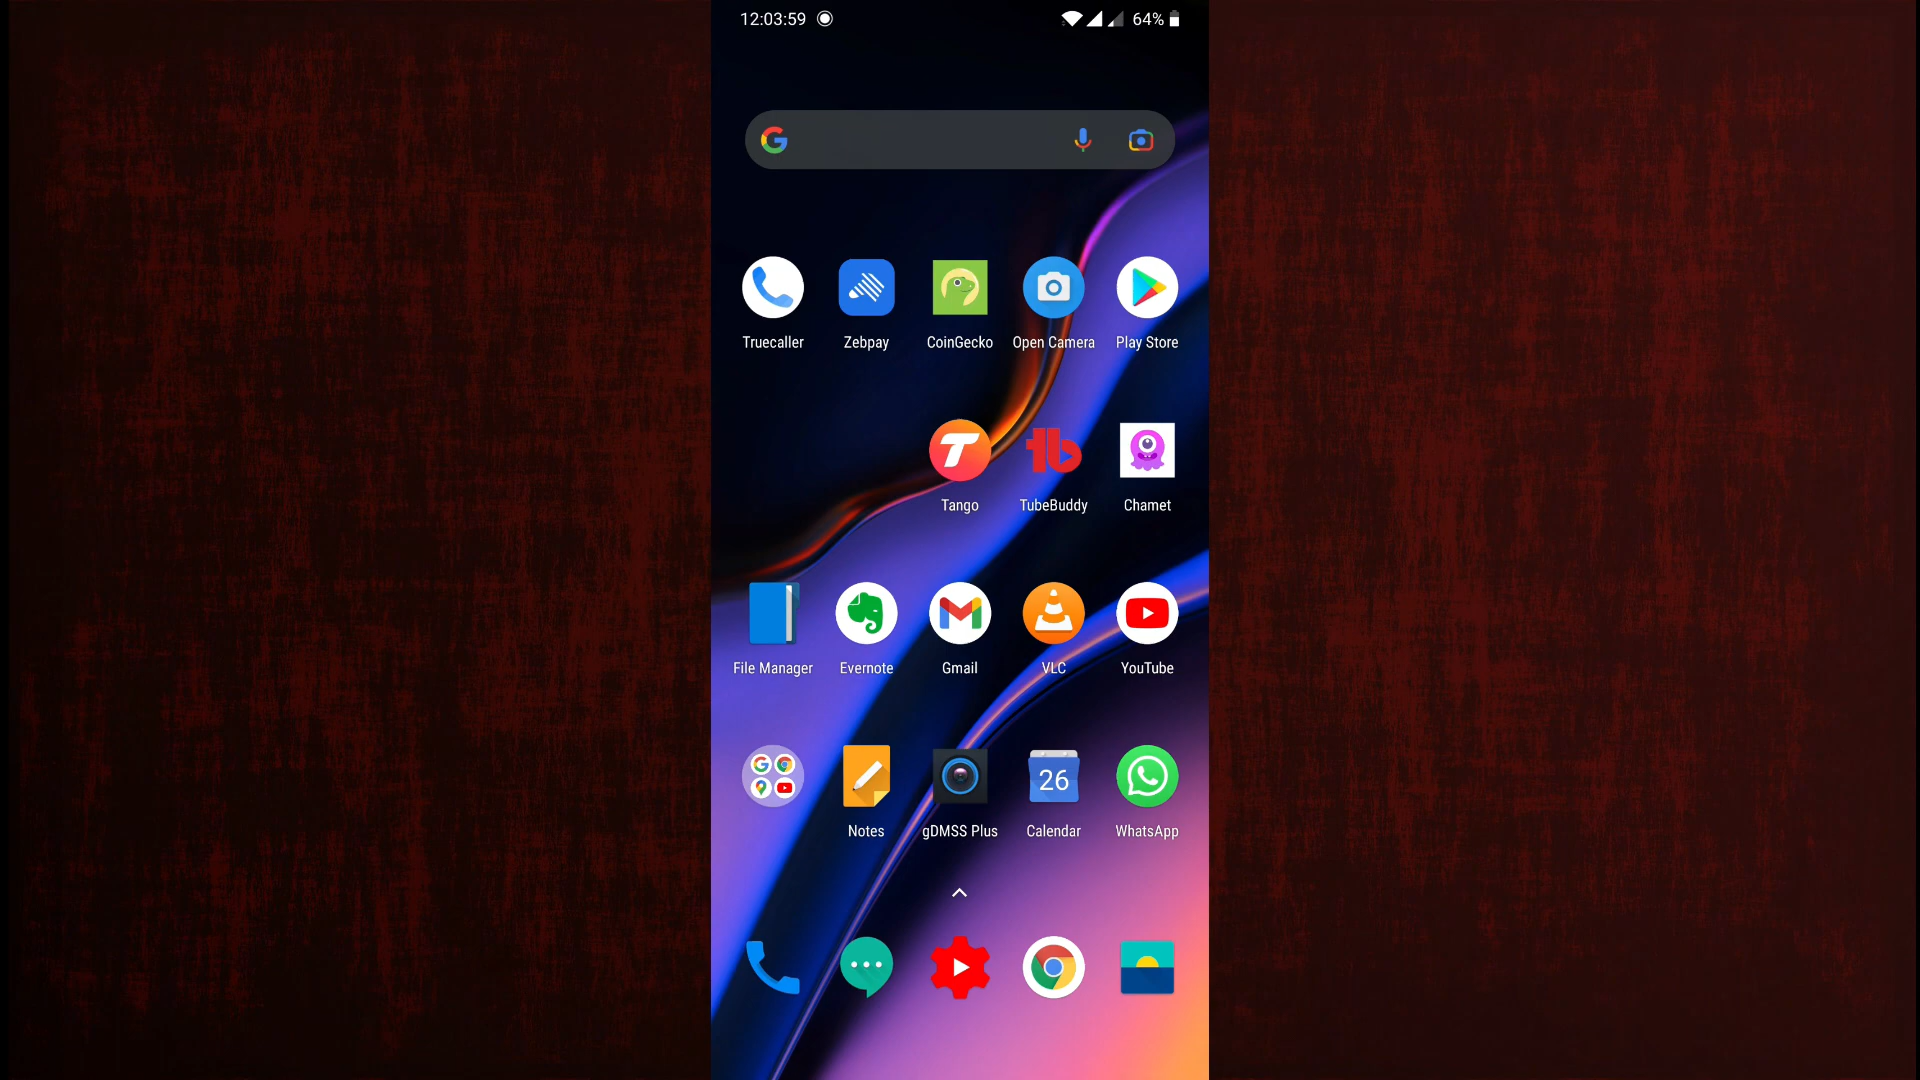 12:03:59 64%
Truecaller Zebpay CoinGecko Open Camera Play Store
Tango TubeBuddy Chamet
File Manager Evernote Gmail VLC YouTube
26
Notes gDMSS Plus Calendar WhatsApp